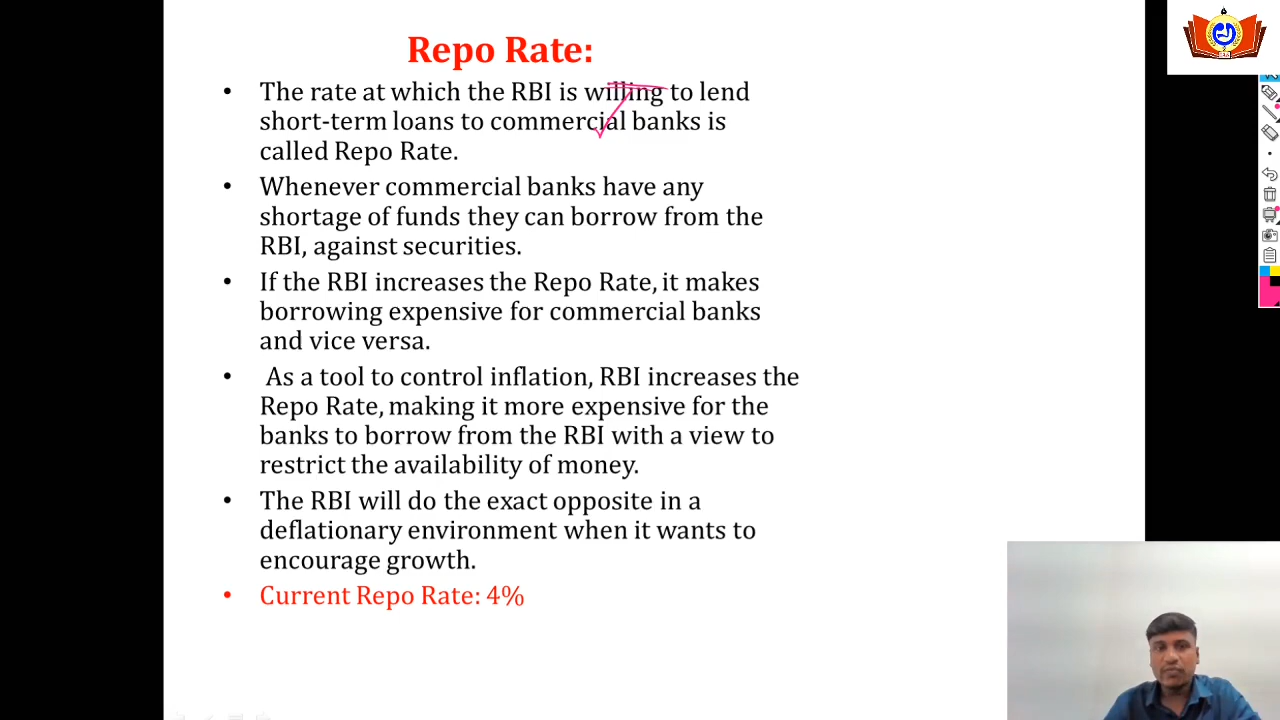 Repo Rate:
• The rate at which the RBI is willing to lend
short-term loans to commercial banks is
called Repo Rate.
• Whenever commercial banks have any
shortage of funds they can borrow from the
RBI, against securities.
• If the RBI increases the Repo Rate, it makes
borrowing expensive for commercial banks
and vice versa.
• As a tool to control inflation, RBI increases the
Repo Rate, making it more expensive for the
banks to borrow from the RBI with a view to
restrict the availability of money.
• The RBI will do the exact opposite in a
deflationary environment when it wants to
encourage growth.
• Current Repo Rate: 4%